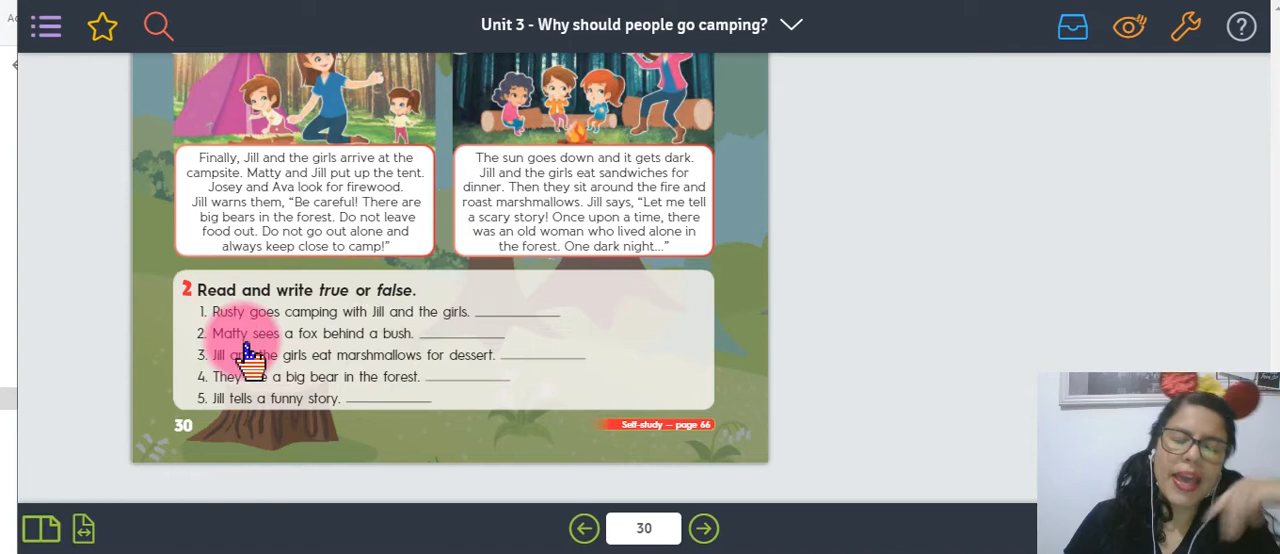 Unit 3 - Why should people go camping?
Finally, Jill and the girls arrive at the
campsite. Matty and Jill put up the tent.
Josey and Ava look for firewood.
Jill warns them, "Be careful! There are
big bears in the forest. Do not leave
food out. Do not go out alone and
always keep close to camp!"
The sun goes down and it gets dark.
Jill and the girls eat sandwiches for
dinner. Then they sit around the fire and
roast marshmallows. Jill says, "Let me tell
a scary story! Once upon a time, there
was an old woman who lived alone in
the forest. One dark night..."
2 Read and write true or false.
1. Rusty goes camping with Jill and the girls.
2. Matty sees a fox behind a bush.
3. Jill and the girls eat marshmallows for dessert.
4. They a big bear in the forest.
5. Jill tells a funny story.
30
Self-study – page 66
30